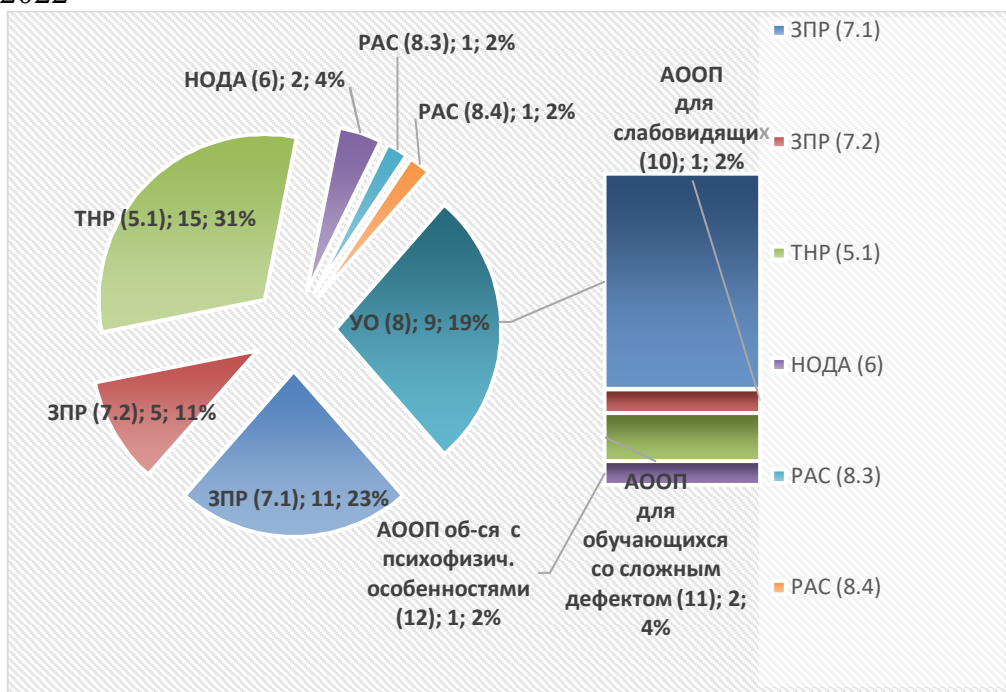 2022
РАС (8.3); 1; 2%
НОДА (6); 2; 4%
РАС (8.4); 1; 2%
АООП
для
слабовидящих
(10); 1; 2%
ТНР (5.1); 15; 31%
УО (8); 9; 19%
ЗПР (7.2); 5; 11%
ЗПР (7.1); 11; 23%
АООП об-ся с
психофизич.
особенностями
(12); 1; 2%
АООП
для
обучающихся
со сложным
дефектом (11); 2;
4%
ЗПР (7.1)
ЗПР (7.2)
ТНР (5.1)
НОДА (6)
РАС (8.3)
РАС (8.4)